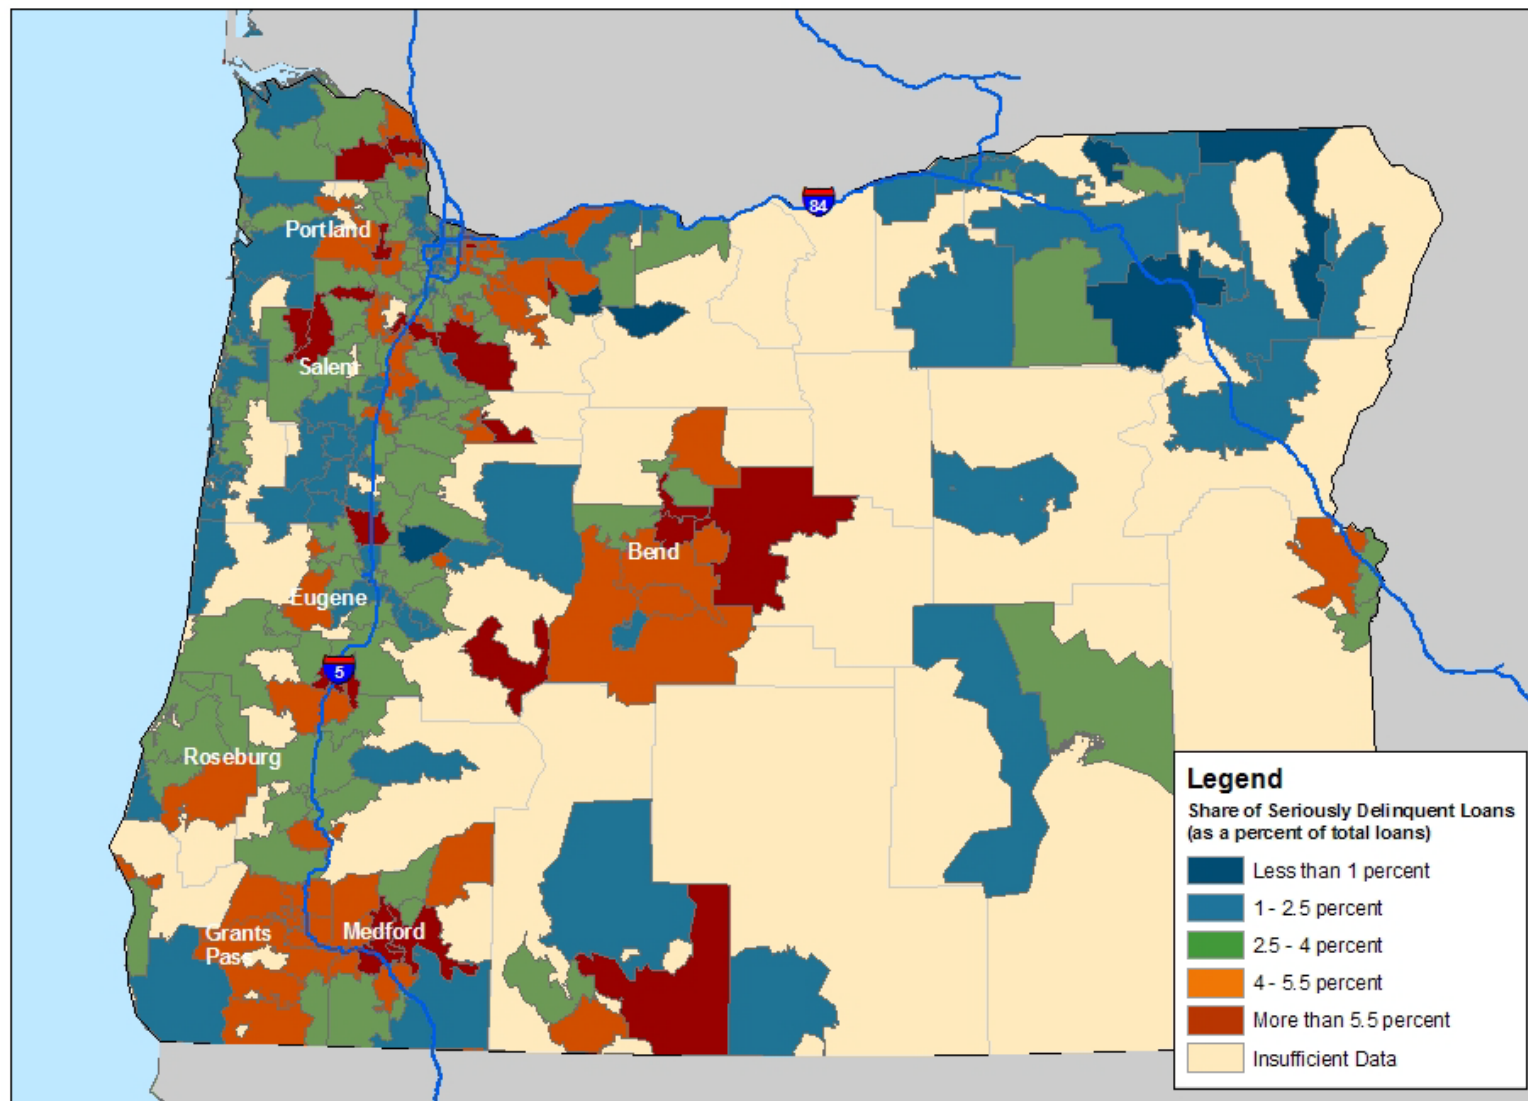 84
Portland
Salem
Bend
Eugene
5
Roseburg
Grants
Pass
Medford
Legend
Share of Seriously Delinquent Loans
(as a percent of total loans)
Less than 1 percent
1 - 2.5 percent
2.5 - 4 percent
4 - 5.5 percent
More than 5.5 percent
Insufficient Data